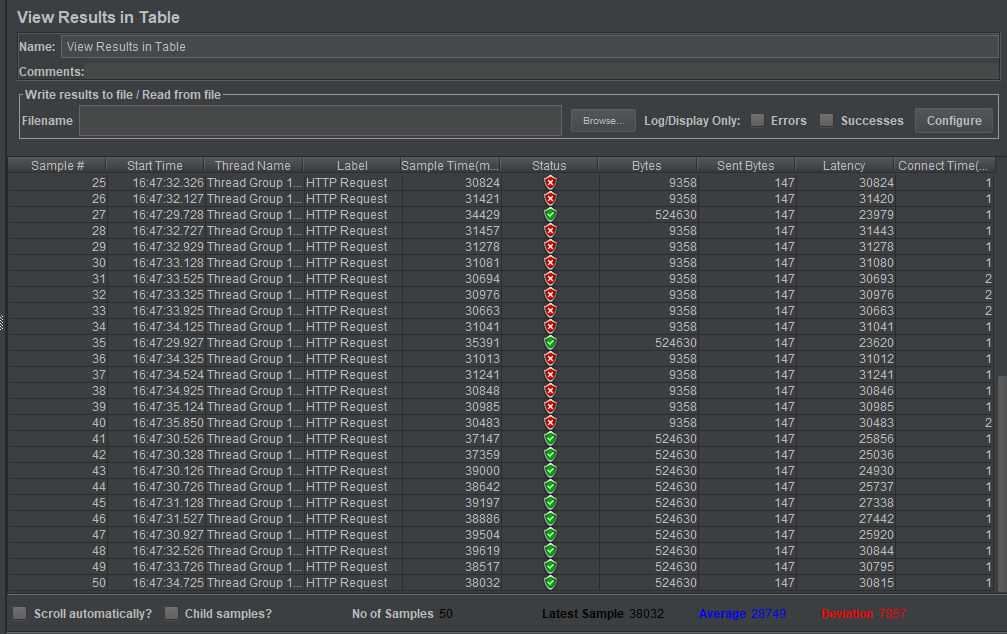 View Results in Table
Name: View Results in Table
Comments:
Write results to file / Read from file
Filename Browse... Log/Display Only: Errors Successes Configure
Sample # Start Time Thread Name Label Sample Time(m... Status Bytes Sent Bytes Latency Connect Time(...
25 16:47:32.326 Thread Group 1... HTTP Request 30824 9358 147 30824 1
26 16:47:32.127 Thread Group 1... HTTP Request 31421 9358 147 31420 1
27 16:47:29.728 Thread Group 1... HTTP Request 34429 524630 147 23979 1
28 16:47:32.727 Thread Group 1... HTTP Request 31457 9358 147 31443 1
29 16:47:32.929 Thread Group 1... HTTP Request 31278 9358 147 31278 1
30 16:47:33.128 Thread Group 1... HTTP Request 31081 9358 147 31080 1
31 16:47:33.525 Thread Group 1... HTTP Request 30694 9358 147 30693 2
32 16:47:33.325 Thread Group 1... HTTP Request 30976 9358 147 30976 2
33 16:47:33.925 Thread Group 1... HTTP Request 30663 9358 147 30663 2
34 16:47:34.125 Thread Group 1... HTTP Request 31041 9358 147 31041 1
35 16:47:29.927 Thread Group 1... HTTP Request 35391 524630 147 23620 1
36 16:47:34.325 Thread Group 1... HTTP Request 31013 9358 147 31012 1
37 16:47:34.524 Thread Group 1... HTTP Request 31241 9358 147 31241 1
38 16:47:34.925 Thread Group 1... HTTP Request 30848 9358 147 30846 1
39 16:47:35.124 Thread Group 1... HTTP Request 30985 9358 147 30985 1
40 16:47:35.850 Thread Group 1... HTTP Request 30483 9358 147 30483 2
41 16:47:30.526 Thread Group 1... HTTP Request 37147 524630 147 25856 1
42 16:47:30.328 Thread Group 1... HTTP Request 37359 524630 147 25036 1
43 16:47:30.126 Thread Group 1... HTTP Request 39000 524630 147 24930 1
44 16:47:30.726 Thread Group 1... HTTP Request 38642 524630 147 25737 1
45 16:47:31.128 Thread Group 1... HTTP Request 39197 524630 147 27338 1
46 16:47:31.527 Thread Group 1... HTTP Request 38886 524630 147 27442 1
47 16:47:30.927 Thread Group 1... HTTP Request 39504 524630 147 25920 1
48 16:47:32.526 Thread Group 1... HTTP Request 39619 524630 147 30844 1
49 16:47:33.726 Thread Group 1... HTTP Request 38517 524630 147 30795 1
50 16:47:34.725 Thread Group 1... HTTP Request 38032 524630 147 30815 1
Scroll automatically? Child samples? No of Samples 50 Latest Sample 38032 Average 28749 Deviation 7857